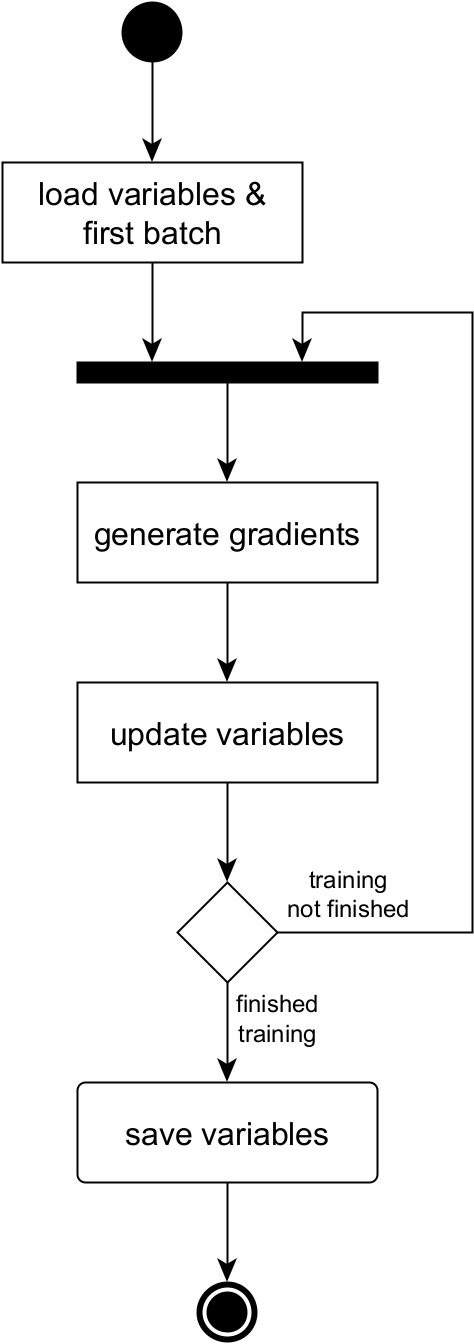 load variables &
first batch
generate gradients
update variables
training
not finished
finished
training
save variables